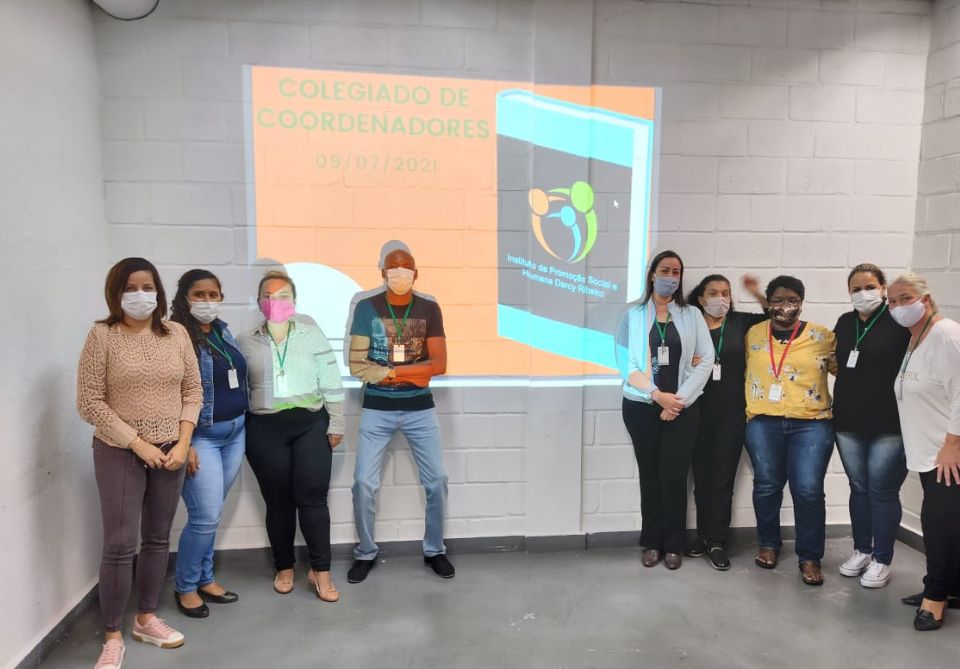 COLEGIADO DE
COORDENADORES
09/07/2021
Instituto de Promoção Social e
Humana Darcy Ribeiro